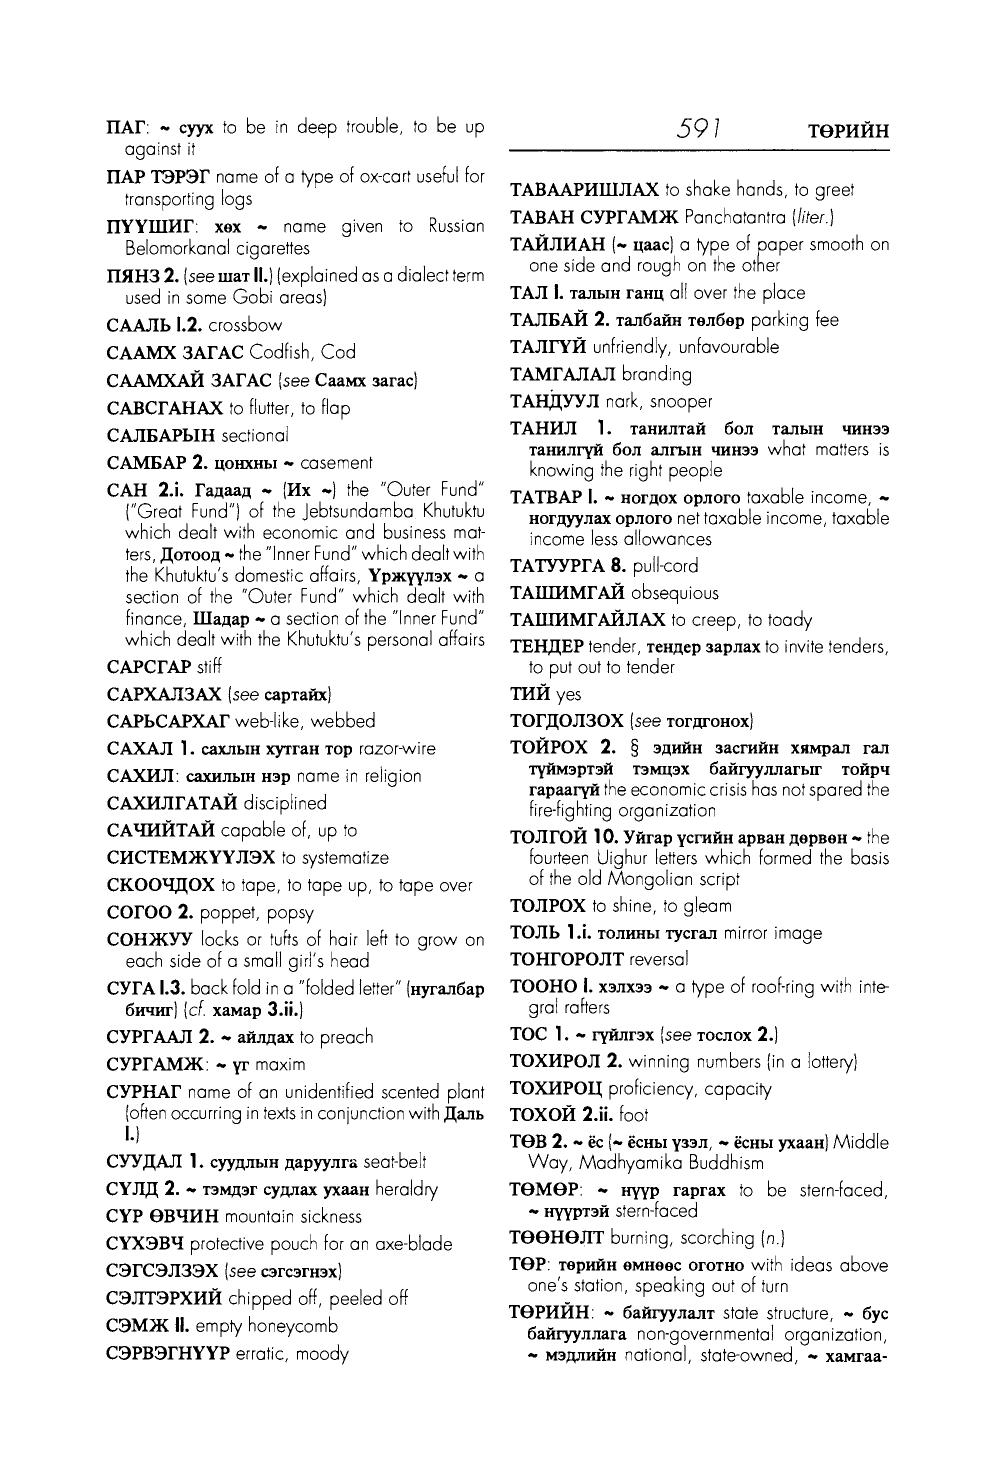 ПАГ: ~ суух to be in deep trouble, to be up
against it
ПАР ТЭРЭГ name of a type of ox-cart useful for
transporting logs
ПҮҮШИГ: хөх ~ name given to Russian
Belomorkanal cigarettes
ПЯНЗ 2. (see шат II.) (explained as a dialect term
used in some Gobi areas)
СААЛЬ I.2. crossbow
СААМХ ЗАГАС Codfish, Cod
СААМХАЙ ЗАГАС (see Саамх загас)
САВСГАНАХ to flutter, to flap
САЛБАРЫН sectional
САМБАР 2. цонхны ~ casement
САН 2.i. Гадаад ~ (Их ~) the "Outer Fund"
("Great Fund") of the Jebtsundamba Khutuktu
which dealt with economic and business mat-
ters, Дотоод ~ the "Inner Fund" which dealt with
the Khutuktu's domestic affairs, Үржүүлэх ~ a
section of the "Outer Fund" which dealt with
finance, Шадар ~ a section of the "Inner Fund"
which dealt with the Khutuktu's personal affairs
САРСГАР stiff
САРХАЛЗАХ (see сартайх)
САРЬСАРХАГ web-like, webbed
САХАЛ 1. сахлын хутган тор razor-wire
САХИЛ: сахилын нэр name in religion
САХИЛГАТАЙ disciplined
САЧИЙТАЙ capable of, up to
СИСТЕМЖҮҮЛЭХ to systematize
СКООЧДОХ to tape, to tape up, to tape over
СОГОО 2. poppet, popsy
СОНЖУУ locks or tufts of hair left to grow on
each side of a small girl's head
СУГА I.3. back fold in a "folded letter" (нугалбар
бичиг) (cf. хамар 3.ii.)
СУРГААЛ 2. ~ айлдах to preach
СУРГАМЖ: ~ үг maxim
СУРНАГ name of an unidentified scented plant
(often occurring in texts in conjunction with Даль
I.)
СУУДАЛ 1. суудлын даруулга seat-belt
СҮЛД 2. ~ тэмдэг судлах ухаан heraldry
СҮР ӨВЧИН mountain sickness
СҮХЭВЧ protective pouch for an axe-blade
СЭГСЭЛЗЭХ (see сэгсэгнэх)
СЭЛТЭРХИЙ chipped off, peeled off
СЭМЖ II. empty honeycomb
СЭРВЭГНҮҮР erratic, moody
591 ТӨРИЙН
ТАВААРИШЛАХ to shake hands, to greet
ТАВАН СУРГАМЖ Panchatantra (liter.)
ТАЙЛИАН (~ цаас) a type of paper smooth on
one side and rough on the other
ТАЛ I. талын ганц all over the place
ТАЛБАЙ 2. талбайн төлбөр parking fee
ТАЛГҮЙ unfriendly, unfavourable
ТАМГАЛАЛ branding
ТАНДУУЛ nark, snooper
ТАНИЛ 1. танилтай бол талын чинээ
танилгүй бол алгын чинээ what matters is
knowing the right people
ТАТВАР I. ~ ногдох орлого taxable income, ~
ногдуулах орлого net taxable income, taxable
income less allowances
ТАТУУРГА 8. pull-cord
ТАШИМГАЙ obsequious
ТАШИМГАЙЛАХ to creep, to toady
ТЕНДЕР tender, тендер зарлах to invite tenders,
to put out to tender
ТИЙ yes
ТОГДОЛЗОХ (see тогдгонох)
ТОЙРОХ 2. § эдийн засгийн хямрал гал
түймэртэй тэмцэх байгууллагыг тойрч
гараагүй the economic crisis has not spared the
fire-fighting organization
ТОЛГОЙ 10. Уйгар үсгийн арван дөрвөн ~ the
fourteen Uighur letters which formed the basis
of the old Mongolian script
ТОЛРОХ to shine, to gleam
ТОЛЬ 1.i. толины тусгал mirror image
ТОНГОРОЛТ reversal
ТООНО I. хэлхээ ~ a type of roof-ring with inte-
gral rafters
ТОС 1. ~ гүйлгэх (see тослох 2.)
ТОХИРОЛ 2. winning numbers (in a lottery)
ТОХИРОЦ proficiency, capacity
ТОХОЙ 2.ii. foot
ТӨВ 2. ~ ёс (~ ёсны үзэл, ~ ёсны ухаан) Middle
Way, Madhyamika Buddhism
ТӨМӨР: ~ нүүр гаргах to be stern-faced,
~ нүүртэй stern-faced
ТӨӨНӨЛТ burning, scorching (n.)
ТӨР: төрийн өмнөөс оготно with ideas above
one's station, speaking out of turn
ТӨРИЙН: ~ байгуулалт state structure, ~ бус
байгууллага non-governmental organization,
~ мэдлийн national, state-owned, ~ хамгаа-